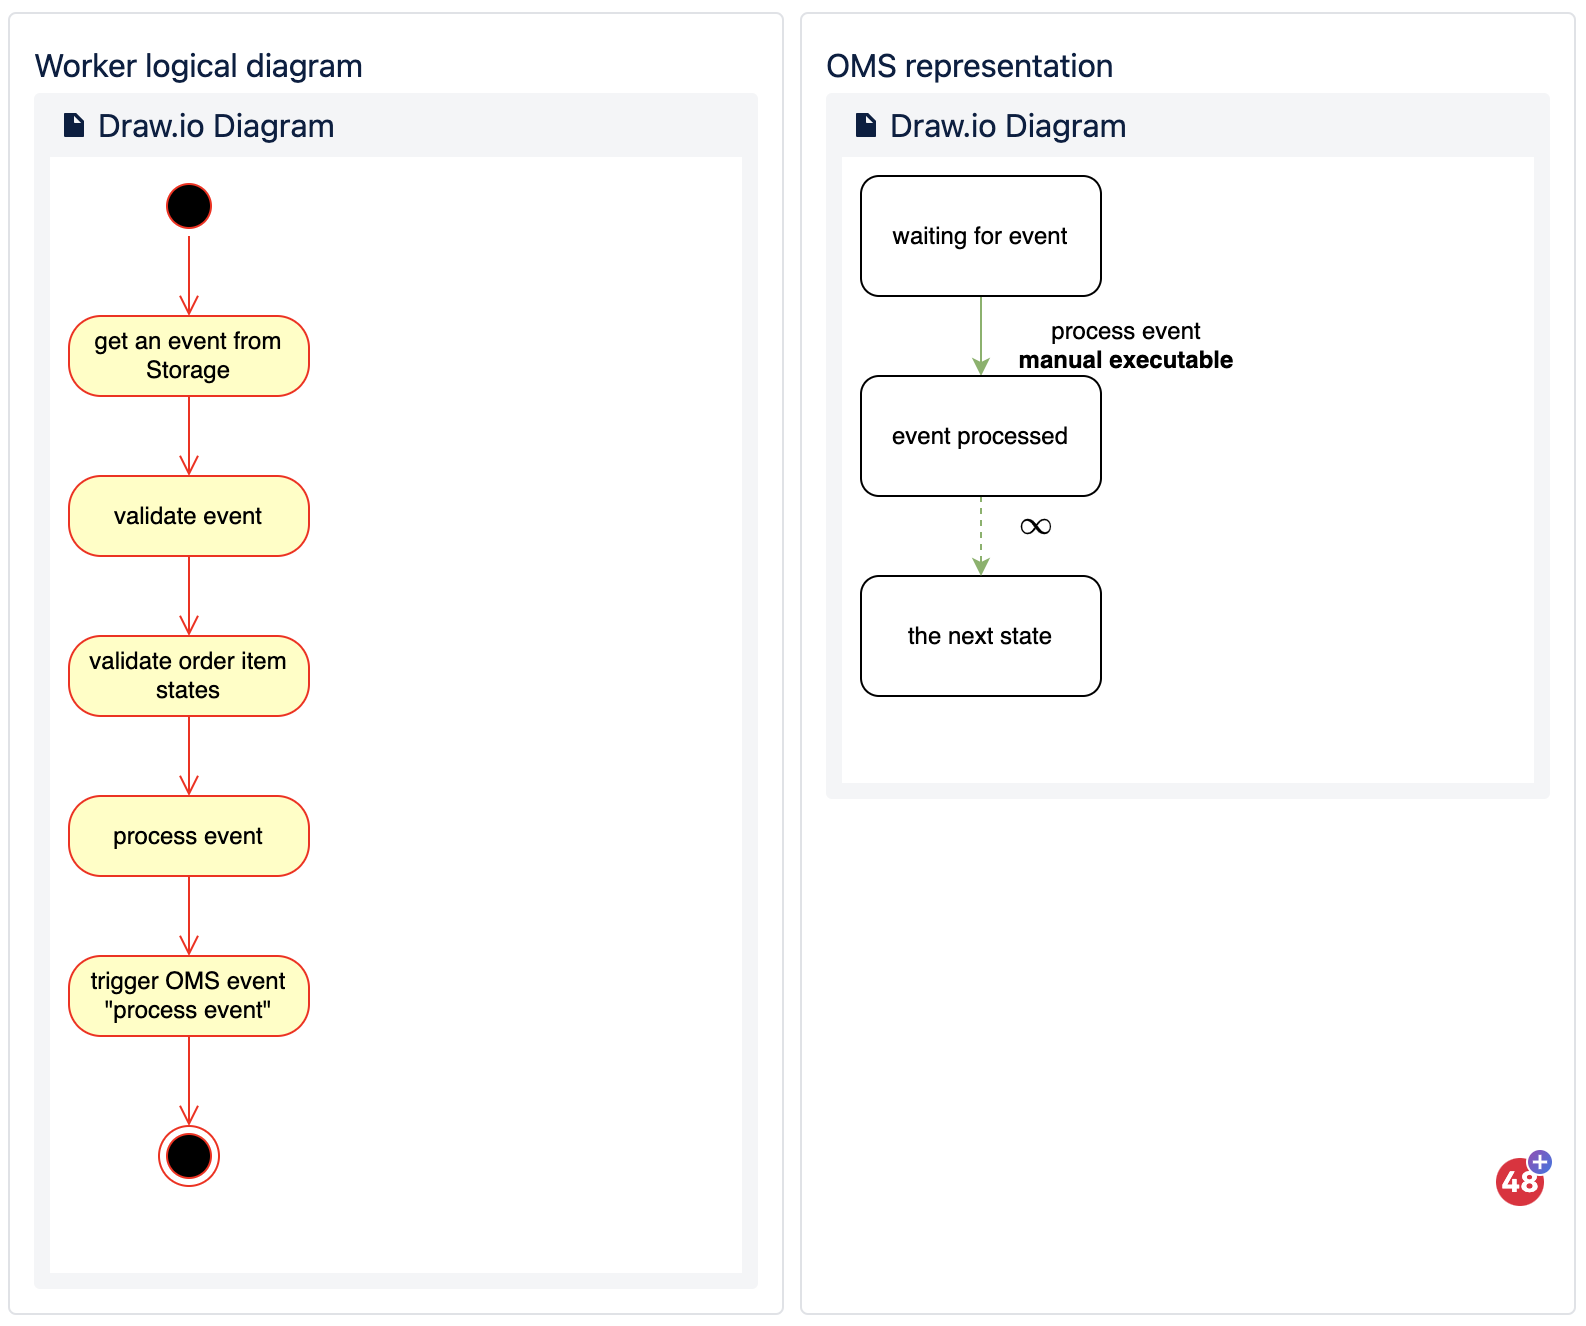 Worker logical diagram
Draw.io Diagram
get an event from
Storage
validate event
validate order item
states
process event
trigger OMS event
"process event"
OMS representation
Draw.io Diagram
waiting for event
process event
manual executable
event processed
∞
the next state
48
+